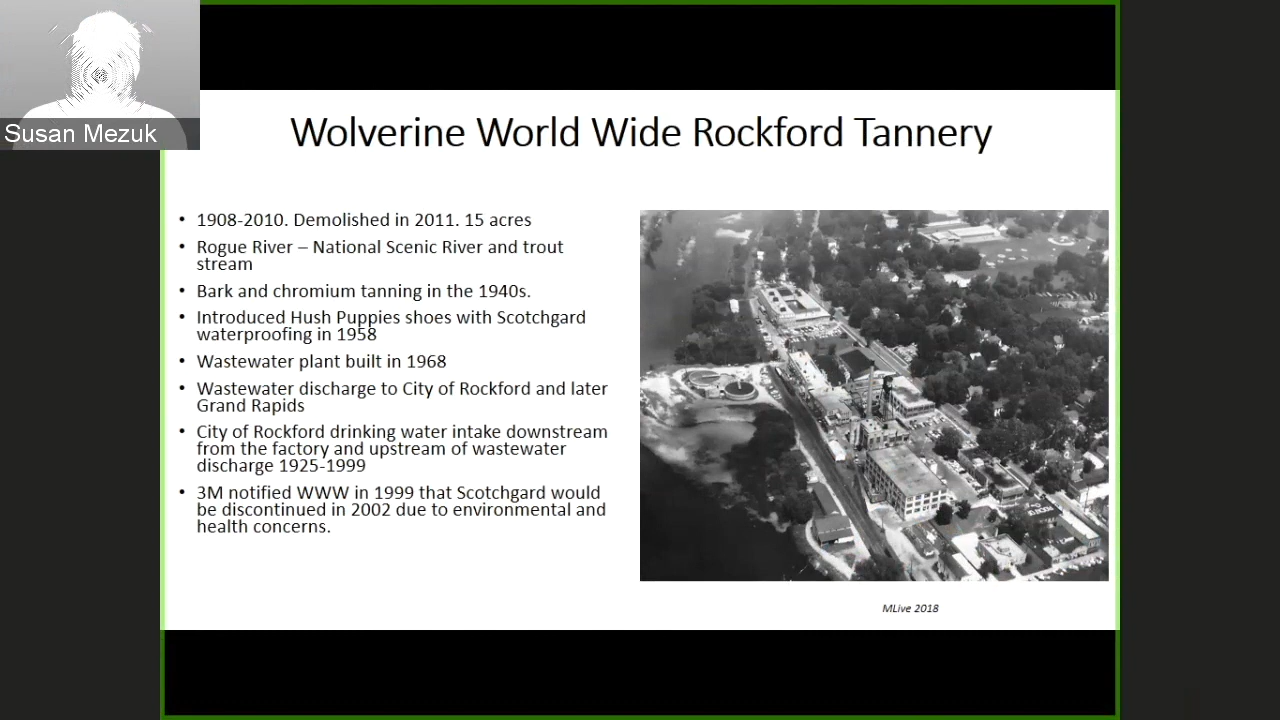 Susan Mezuk
Wolverine World Wide Rockford Tannery
• 1908-2010. Demolished in 2011. 15 acres
• Rogue River – National Scenic River and trout
stream
• Bark and chromium tanning in the 1940s.
• Introduced Hush Puppies shoes with Scotchgard
waterproofing in 1958
• Wastewater plant built in 1968
• Wastewater discharge to City of Rockford and later
Grand Rapids
• City of Rockford drinking water intake downstream
from the factory and upstream of wastewater
discharge 1925-1999
• 3M notified WWW in 1999 that Scotchgard would
be discontinued in 2002 due to environmental and
health concerns.
MLive 2018